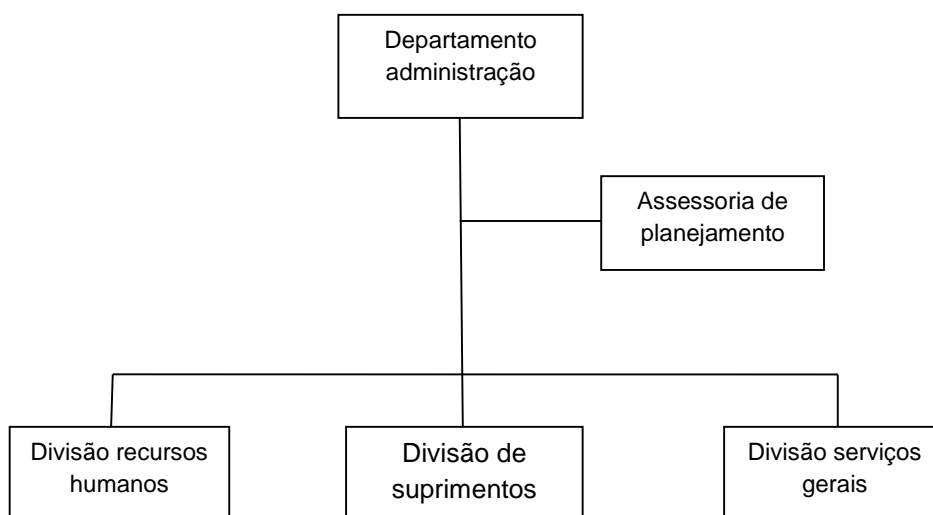 Departamento
administração
Assessoria de
planejamento
Divisão recursos
humanos
Divisão de
suprimentos
Divisão serviços
gerais